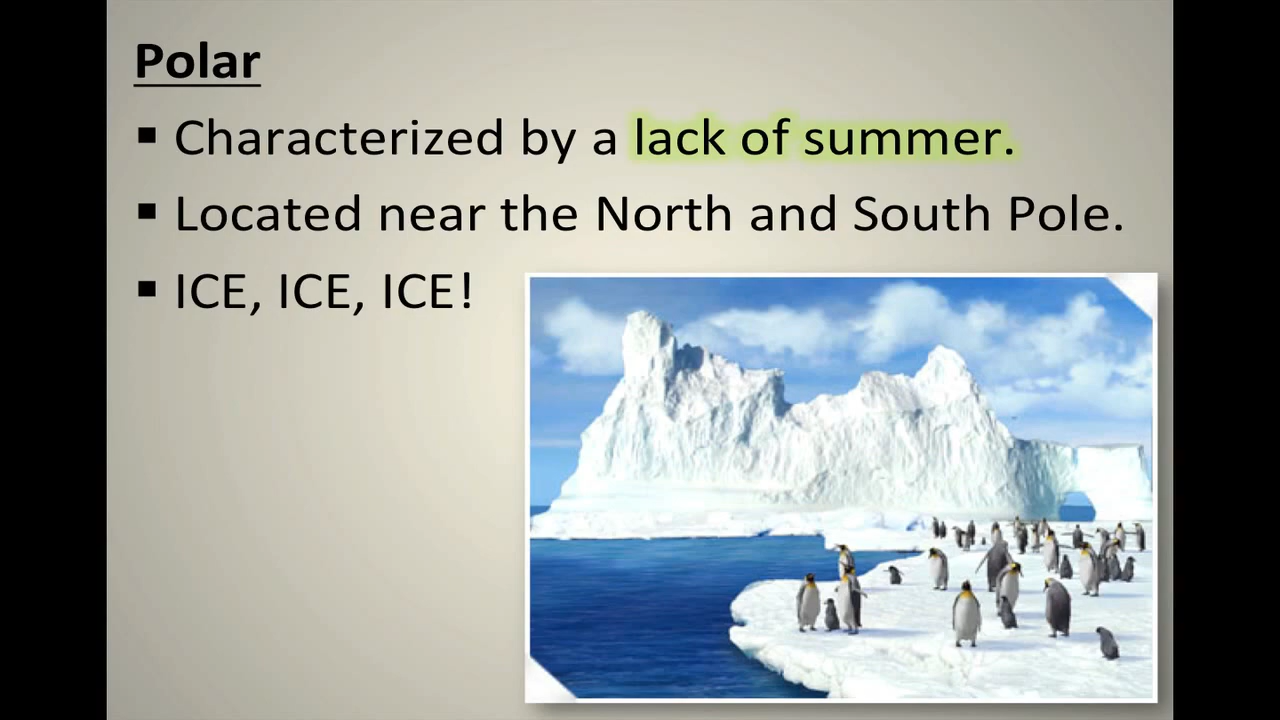 Polar
▪ Characterized by a lack of summer.
▪ Located near the North and South Pole.
▪ ICE, ICE, ICE!